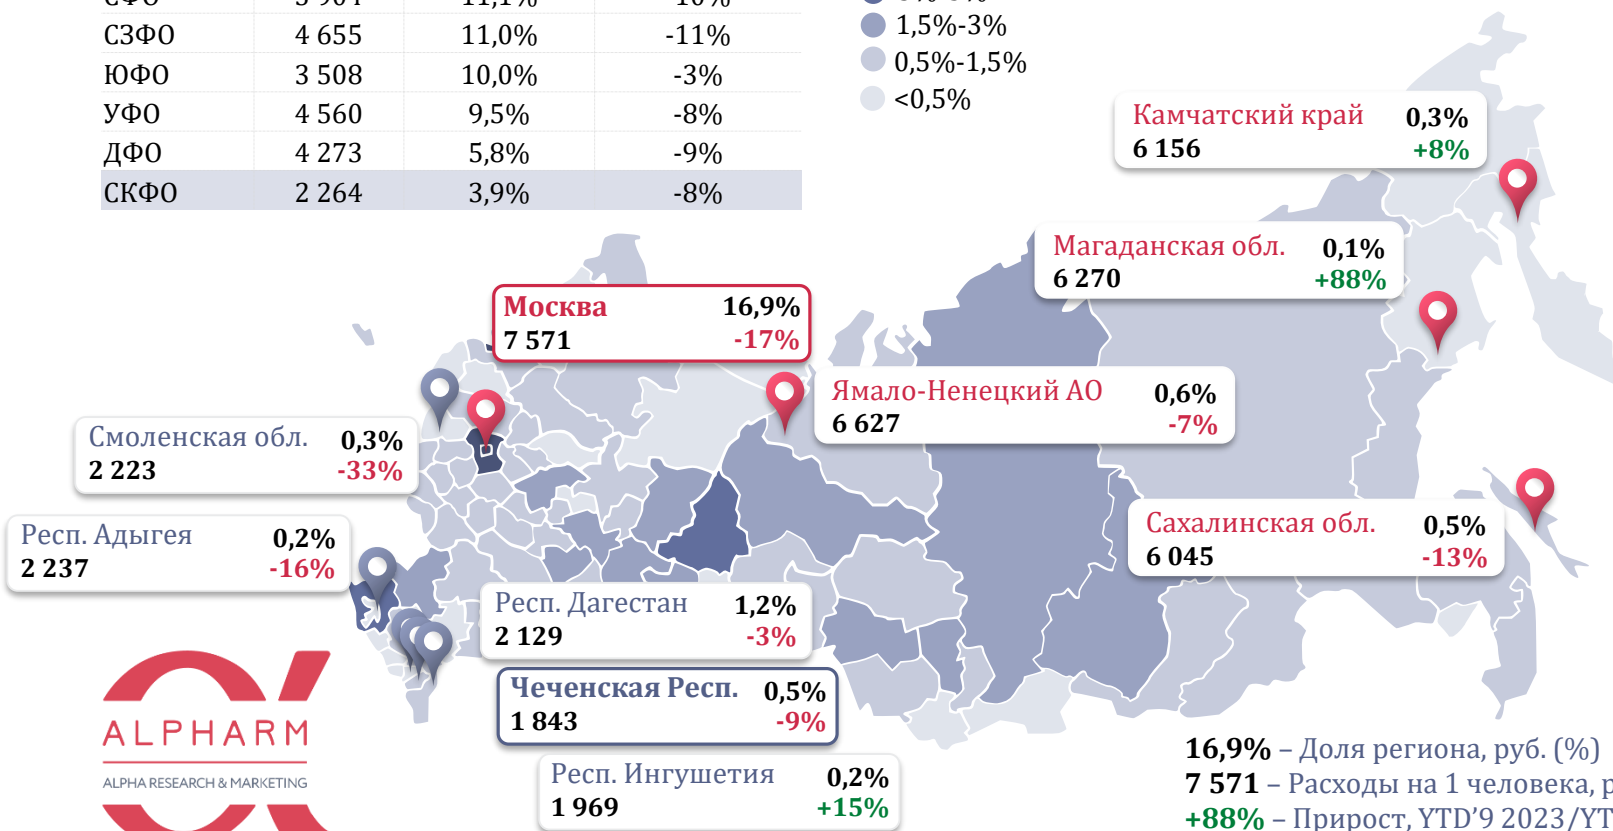 СЗФО 4 655 11,0% -11%
ЮФО 3 508 10,0% -3%
УФО 4 560 9,5% -8%
ДФО 4 273 5,8% -9%
СКФО 2 264 3,9% -8%
1,5%-3%
0,5%-1,5%
<0,5%
Камчатский край 0,3%
6 156 +8%
Магаданская обл. 0,1%
6 270 +88%
Москва 16,9%
7 571 -17%
Ямало-Ненецкий АО 0,6%
6 627 -7%
Смоленская обл. 0,3%
2 223 -33%
Респ. Адыгея 0,2%
2 237 -16%
Сахалинская обл. 0,5%
6 045 -13%
Респ. Дагестан 1,2%
2 129 -3%
Чеченская Респ. 0,5%
1 843 -9%
Респ. Ингушетия 0,2%
1 969 +15%
ALPHARM
ALPHA RESEARCH & MARKETING
16,9% – Доля региона, руб. (%)
7 571 – Расходы на 1 человека, р
+88% – Прирост, YTD’9 2023/YT